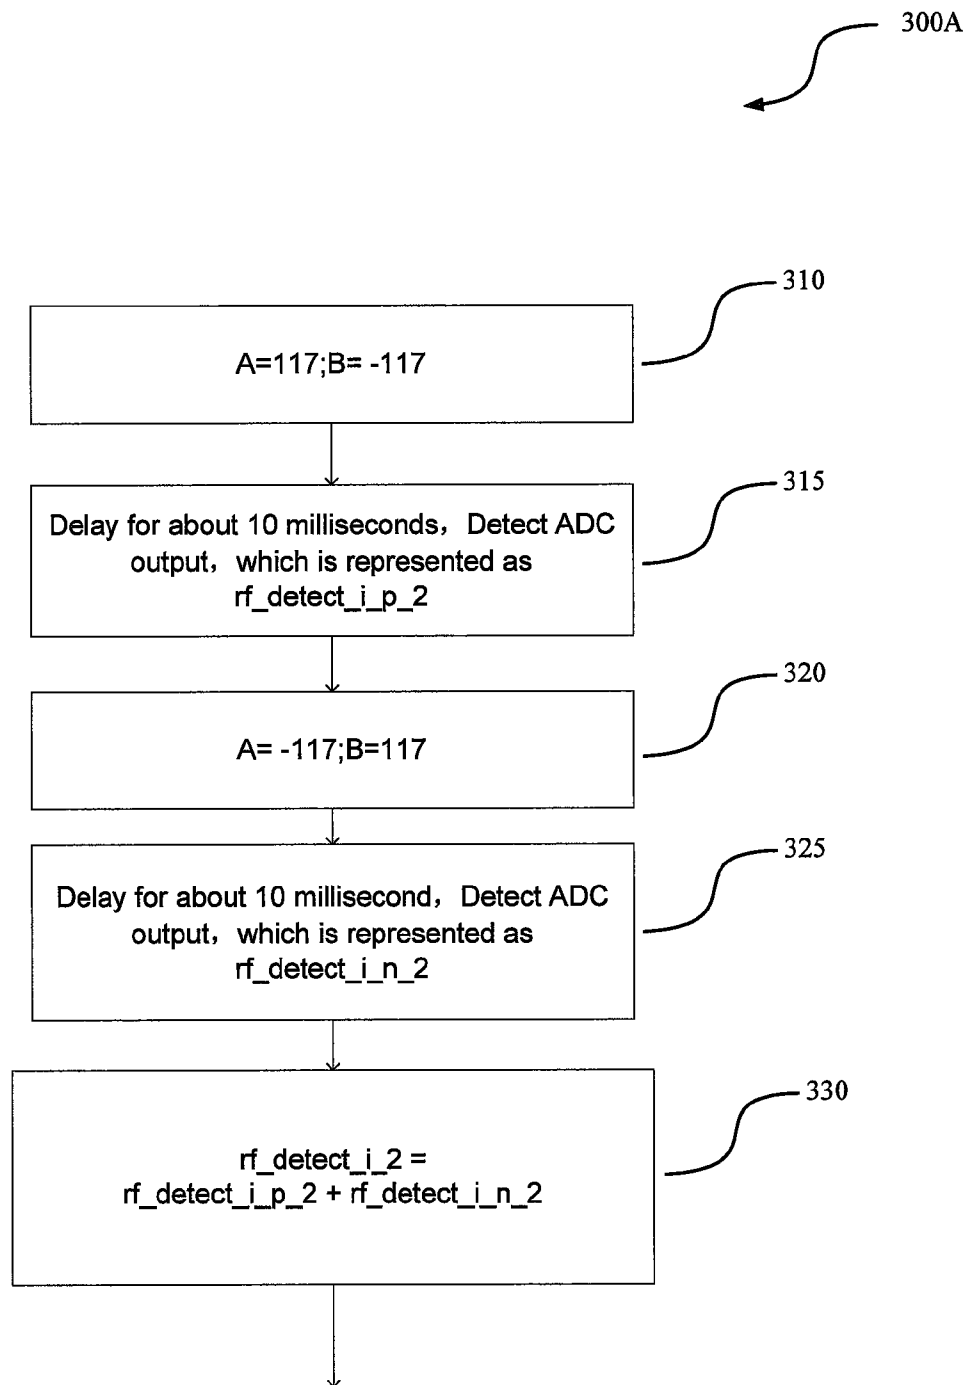 300A
310
A=117;B= -117
315
Delay for about 10 milliseconds，Detect ADC
output，which is represented as
rf_detect_i_p_2
320
A= -117;B=117
325
Delay for about 10 millisecond，Detect ADC
output，which is represented as
rf_detect_i_n_2
330
rf_detect_i_2 =
rf_detect_i_p_2 + rf_detect_i_n_2